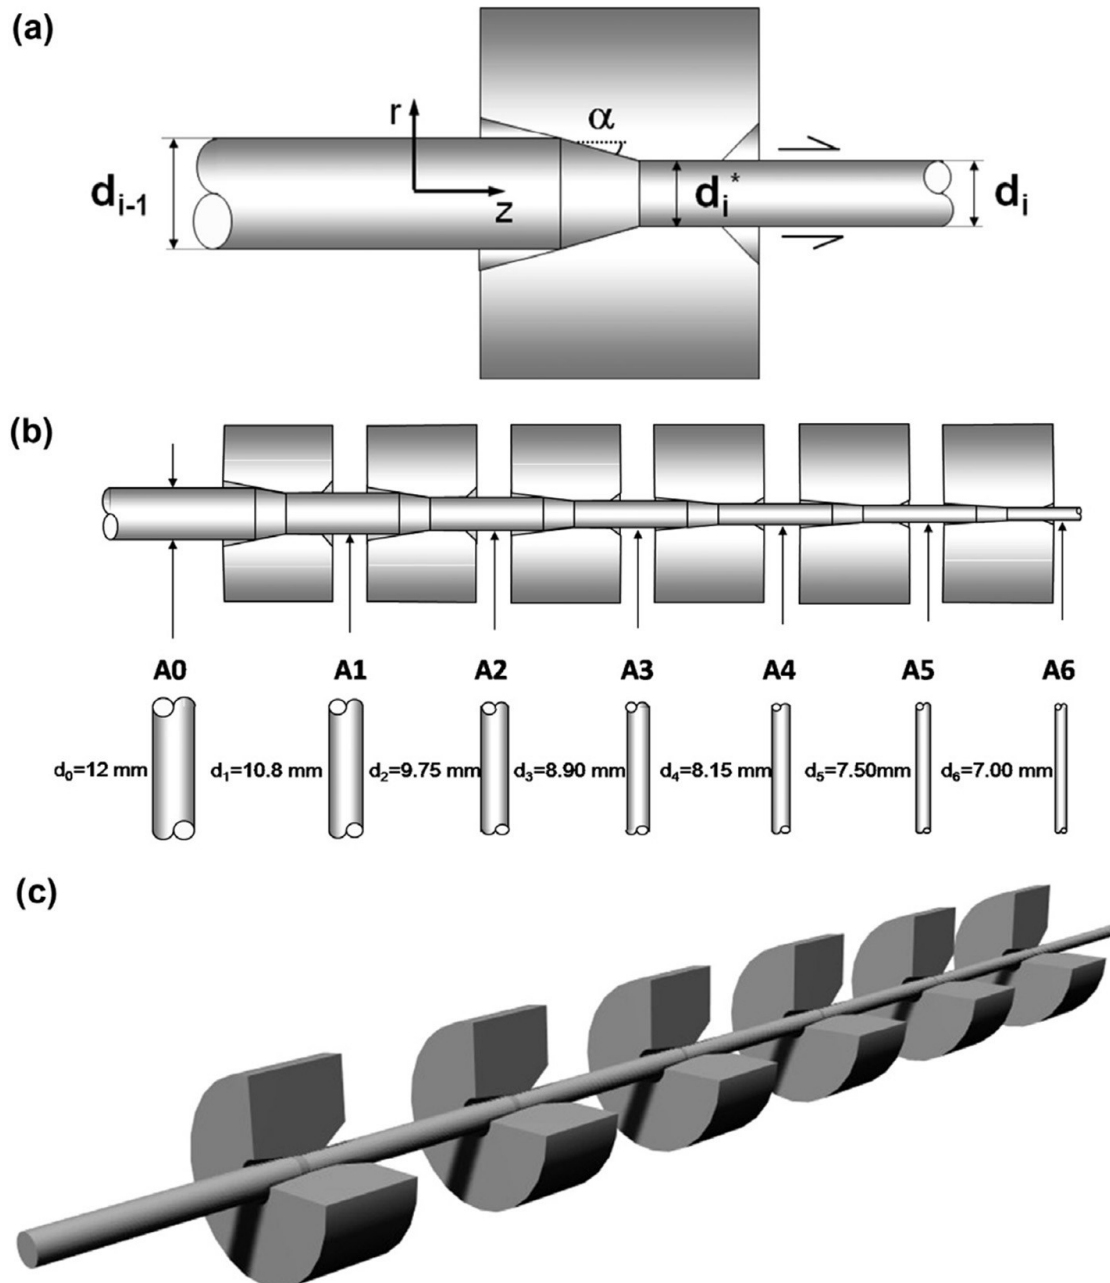 (a)
r
α
d_{i-1}
z
d_i^*
d_i
(b)
A0 A1 A2 A3 A4 A5 A6
d₀=12 mm d₁=10.8 mm d₂=9.75 mm d₃=8.90 mm d₄=8.15 mm d₅=7.50mm d₆=7.00 mm
(c)